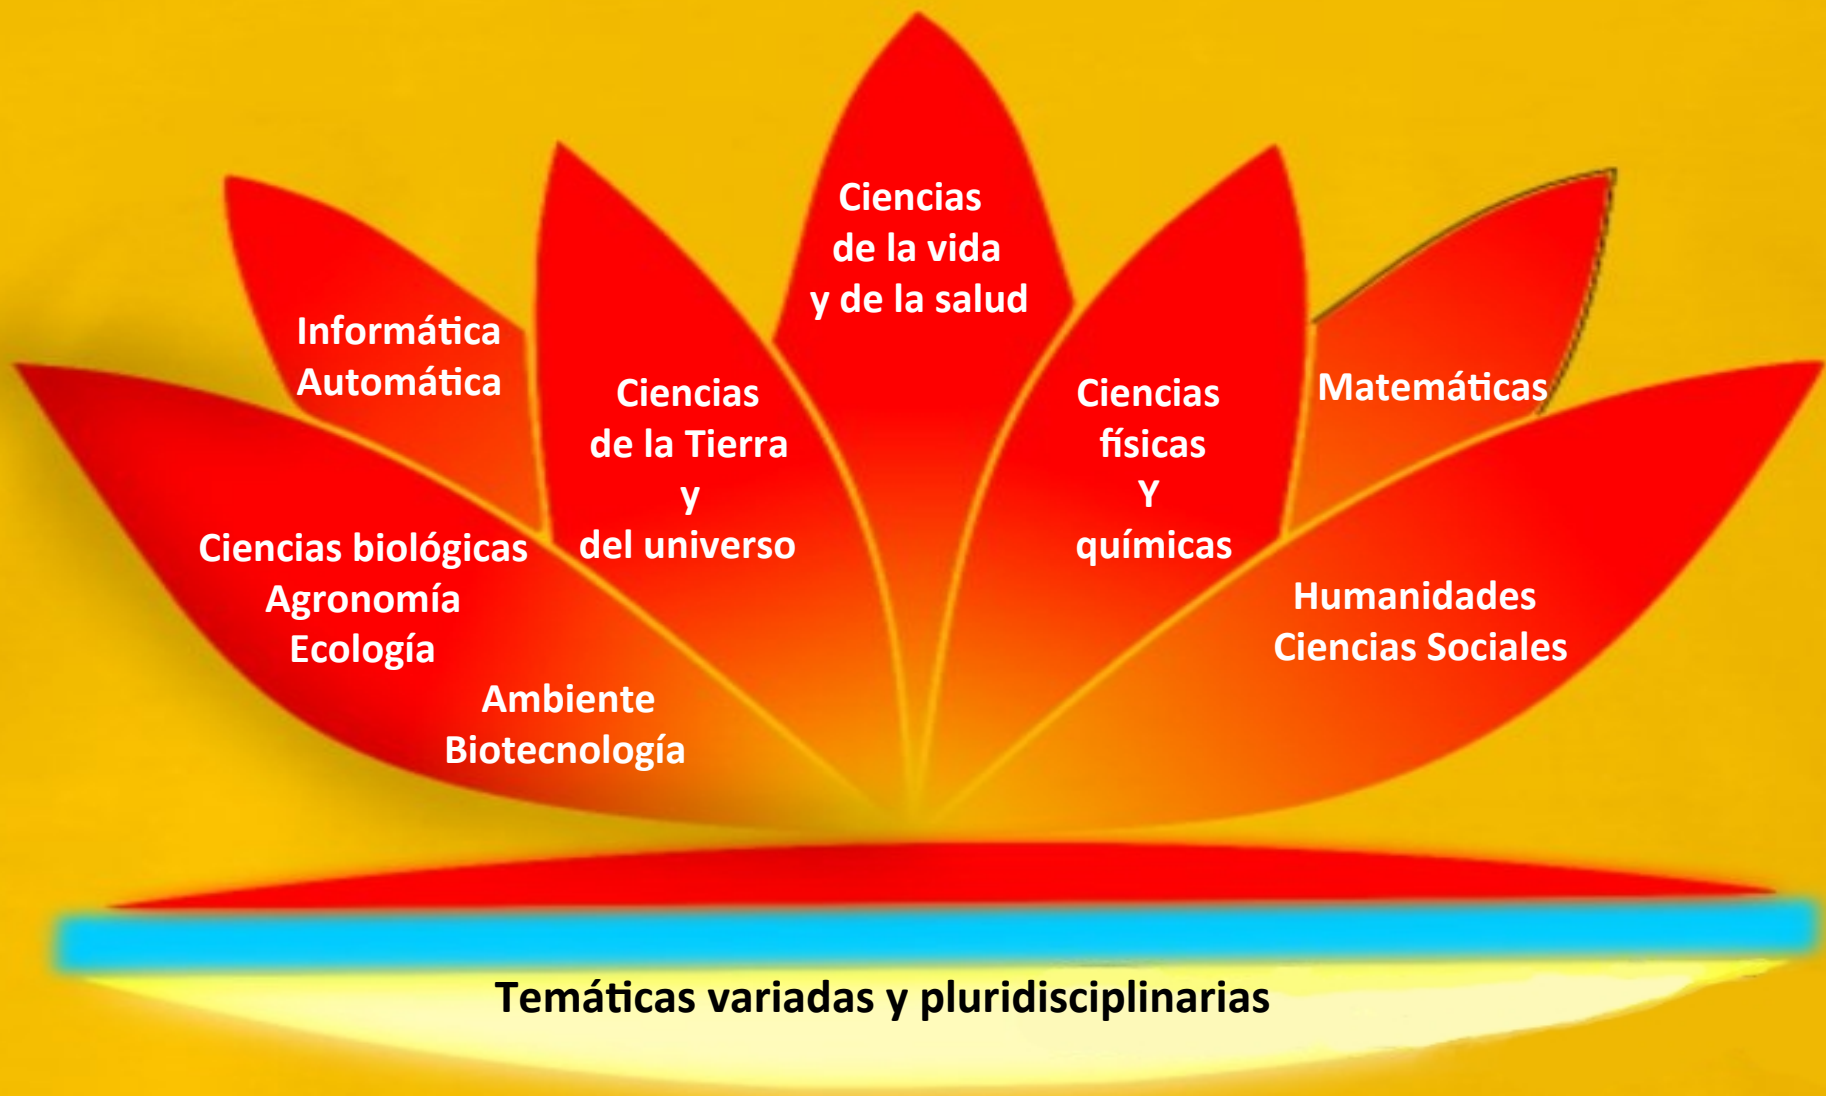 Ciencias
de la vida
y de la salud
Informática
Automática
Ciencias
de la Tierra
y
del universo
Ciencias
físicas
Y
químicas
Matemáticas
Ciencias biológicas
Agronomía
Ecología
Ambiente
Biotecnología
Humanidades
Ciencias Sociales
Temáticas variadas y pluridisciplinarias